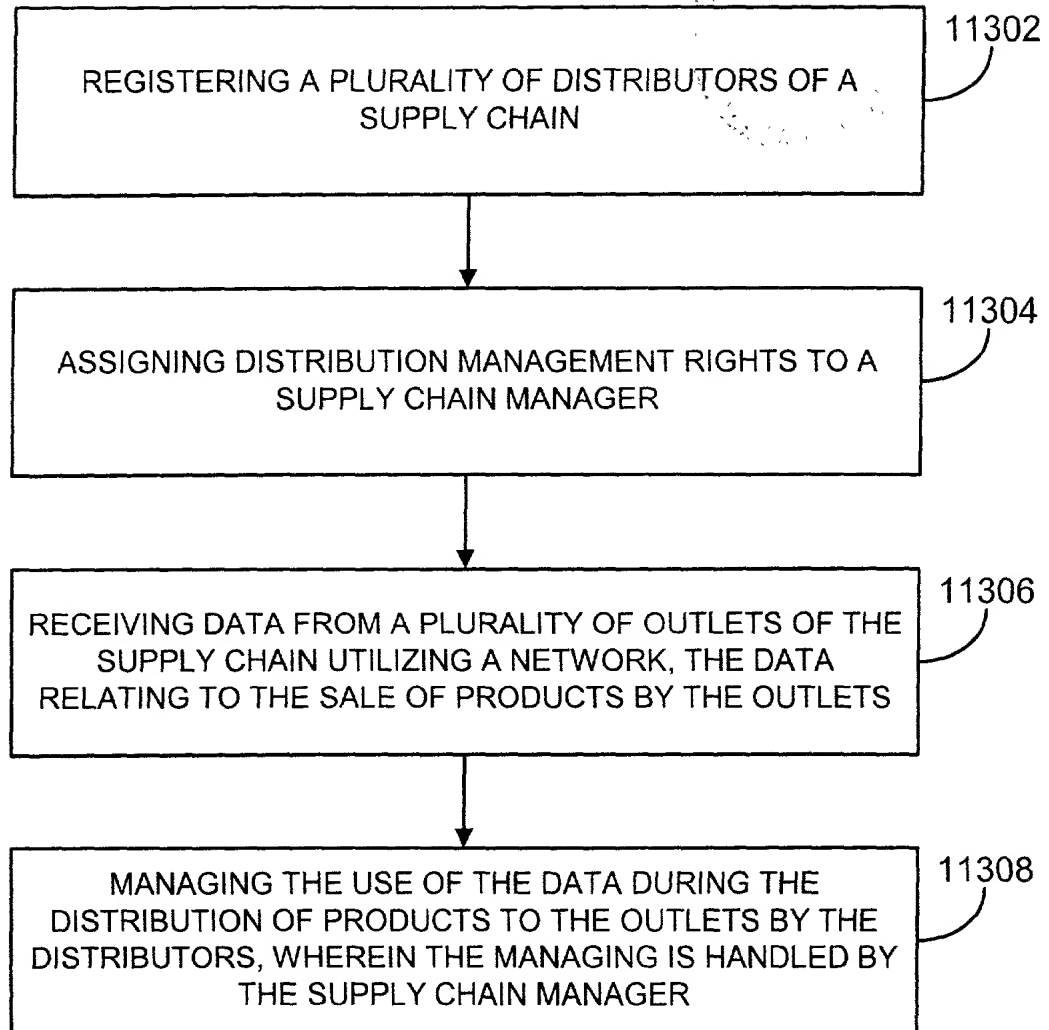 11302
REGISTERING A PLURALITY OF DISTRIBUTORS OF A
SUPPLY CHAIN
11304
ASSIGNING DISTRIBUTION MANAGEMENT RIGHTS TO A
SUPPLY CHAIN MANAGER
11306
RECEIVING DATA FROM A PLURALITY OF OUTLETS OF THE
SUPPLY CHAIN UTILIZING A NETWORK, THE DATA
RELATING TO THE SALE OF PRODUCTS BY THE OUTLETS
11308
MANAGING THE USE OF THE DATA DURING THE
DISTRIBUTION OF PRODUCTS TO THE OUTLETS BY THE
DISTRIBUTORS, WHEREIN THE MANAGING IS HANDLED BY
THE SUPPLY CHAIN MANAGER